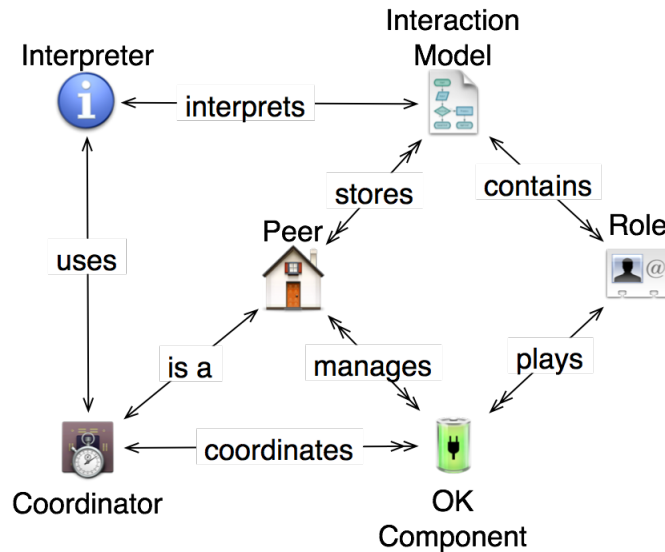 Interaction
Model
Interpreter
interprets
stores
contains
Peer
Role
@
uses
is a
manages
plays
coordinates
Coordinator
OK
Component